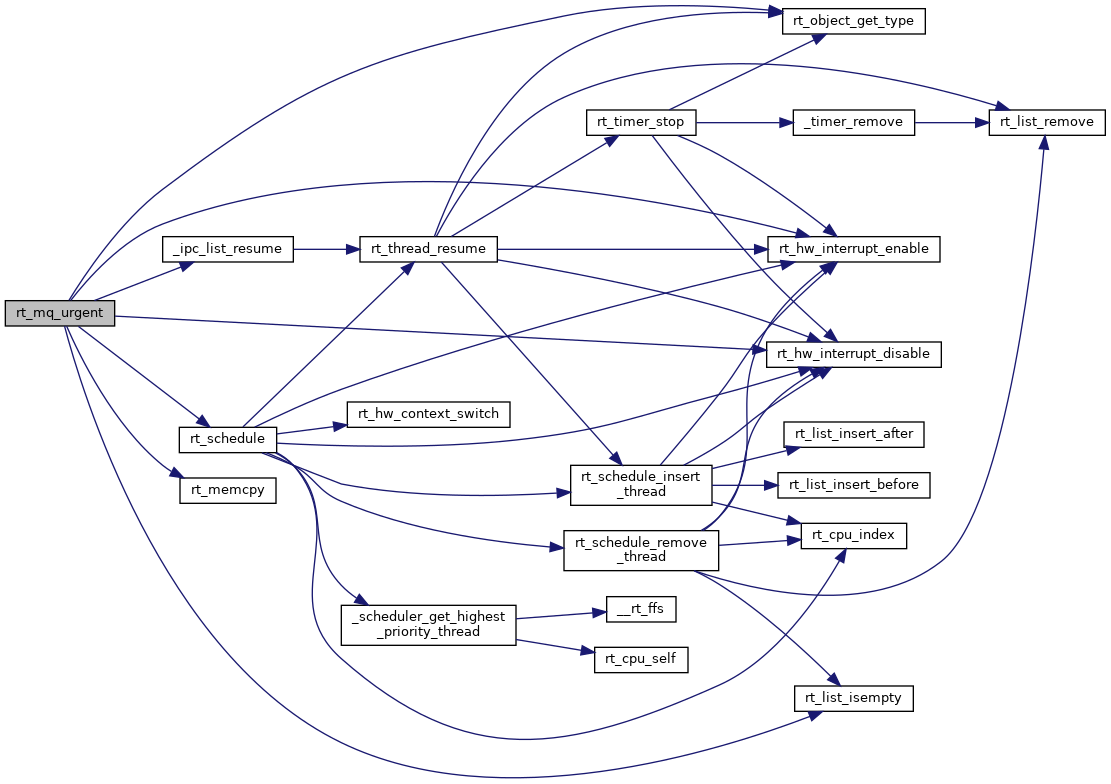 rt_object_get_type
rt_timer_stop
_timer_remove
rt_list_remove
_ipc_list_resume
rt_thread_resume
rt_hw_interrupt_enable
rt_mq_urgent
rt_hw_interrupt_disable
rt_hw_context_switch
rt_schedule
rt_list_insert_after
rt_schedule_insert
_thread
rt_list_insert_before
rt_memcpy
rt_cpu_index
rt_schedule_remove
_thread
__rt_ffs
_scheduler_get_highest
_priority_thread
rt_cpu_self
rt_list_isempty